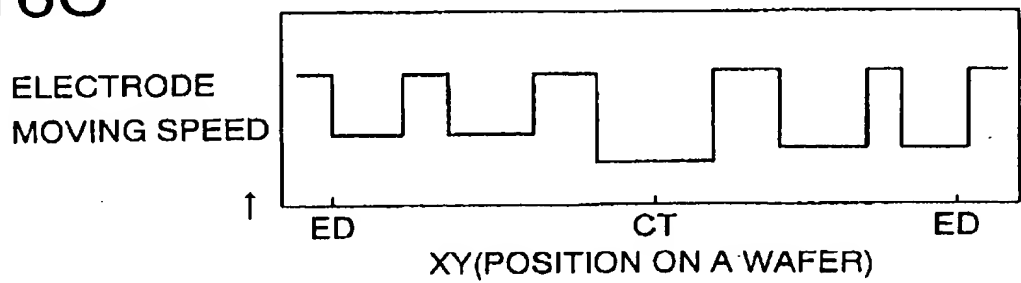 ELECTRODE
MOVING SPEED
↑
ED CT ED
XY(POSITION ON A WAFER)